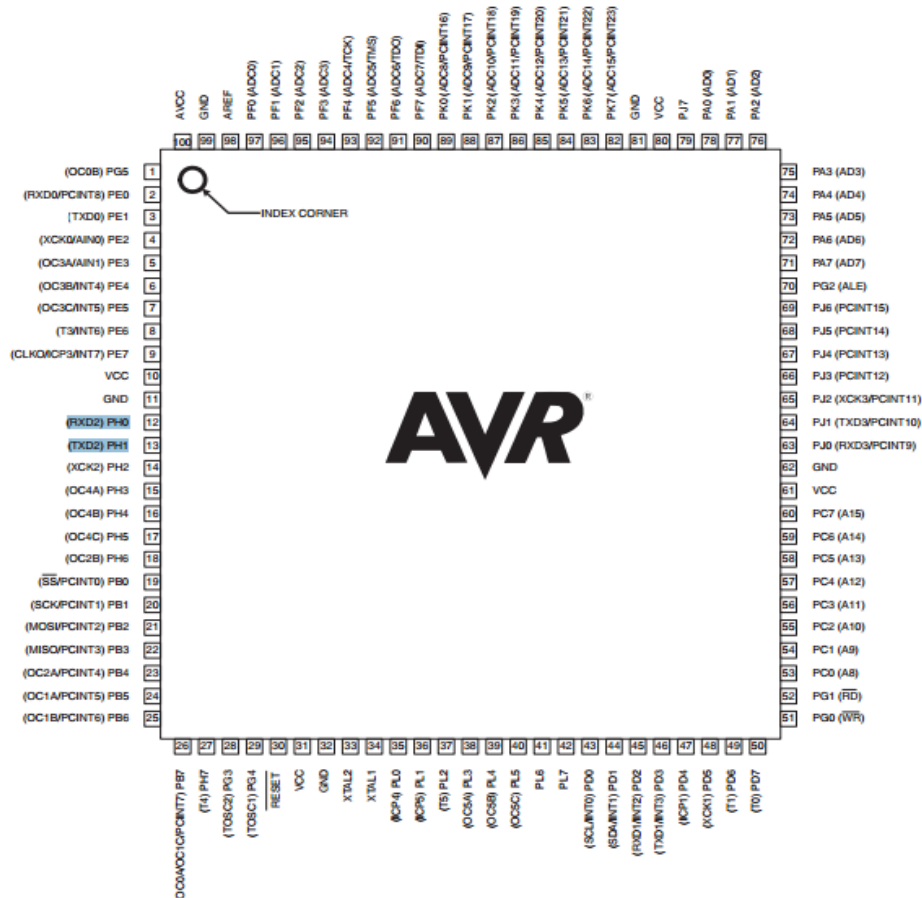 AVCC
GND
AREF
PF0 (ADC0)
PF1 (ADC1)
PF2 (ADC2)
PF3 (ADC3)
PF4 (ADC4/TCK)
PF5 (ADC5/TMS)
PF6 (ADC6/TDO)
PF7 (ADC7/TDI)
PK0 (ADC8/PCINT16)
PK1 (ADC9/PCINT17)
PK2 (ADC10/PCINT18)
PK3 (ADC11/PCINT19)
PK4 (ADC12/PCINT20)
PK5 (ADC13/PCINT21)
PK6 (ADC14/PCINT22)
PK7 (ADC15/PCINT23)
GND
VCC
PJ7
PA0 (AD0)
PA1 (AD1)
PA2 (AD2)
100 99 98 97 96 95 94 93 92 91 90 89 88 87 86 85 84 83 82 81 80 79 78 77 76
(OC0B) PG5 1
(RXD0/PCINT8) PE0 2
(TXD0) PE1 3
(XCK0/AIN0) PE2 4
(OC3A/AIN1) PE3 5
(OC3B/INT4) PE4 6
(OC3C/INT5) PE5 7
(T3/INT6) PE6 8
(CLKO/ICP3/INT7) PE7 9
VCC 10
GND 11
(RXD2) PH0 12
(TXD2) PH1 13
(XCK2) PH2 14
(OC4A) PH3 15
(OC4B) PH4 16
(OC4C) PH5 17
(OC2B) PH6 18
(SS/PCINT0) PB0 19
(SCK/PCINT1) PB1 20
(MOSI/PCINT2) PB2 21
(MISO/PCINT3) PB3 22
(OC2A/PCINT4) PB4 23
(OC1A/PCINT5) PB5 24
(OC1B/PCINT6) PB6 25
INDEX CORNER
AVR®
75 PA3 (AD3)
74 PA4 (AD4)
73 PA5 (AD5)
72 PA6 (AD6)
71 PA7 (AD7)
70 PG2 (ALE)
69 PJ6 (PCINT15)
68 PJ5 (PCINT14)
67 PJ4 (PCINT13)
66 PJ3 (PCINT12)
65 PJ2 (XCK3/PCINT11)
64 PJ1 (TXD3/PCINT10)
63 PJ0 (RXD3/PCINT9)
62 GND
61 VCC
60 PC7 (A15)
59 PC6 (A14)
58 PC5 (A13)
57 PC4 (A12)
56 PC3 (A11)
55 PC2 (A10)
54 PC1 (A9)
53 PC0 (A8)
52 PG1 (RD)
51 PG0 (WR)
26 27 28 29 30 31 32 33 34 35 36 37 38 39 40 41 42 43 44 45 46 47 48 49 50
OC0A/OC1C/PCINT7) PB7
(T4) PH7
(TOSC2) PG3
(TOSC1) PG4
RESET
VCC
GND
XTAL2
XTAL1
(ICP4) PL0
(ICP5) PL1
(T5) PL2
(OC5A) PL3
(OC5B) PL4
(OC5C) PL5
PL6
PL7
(SCL/INT0) PD0
(SDA/INT1) PD1
(RXD1/INT2) PD2
(TXD1/INT3) PD3
(ICP1) PD4
(XCK1) PD5
(T1) PD6
(T0) PD7